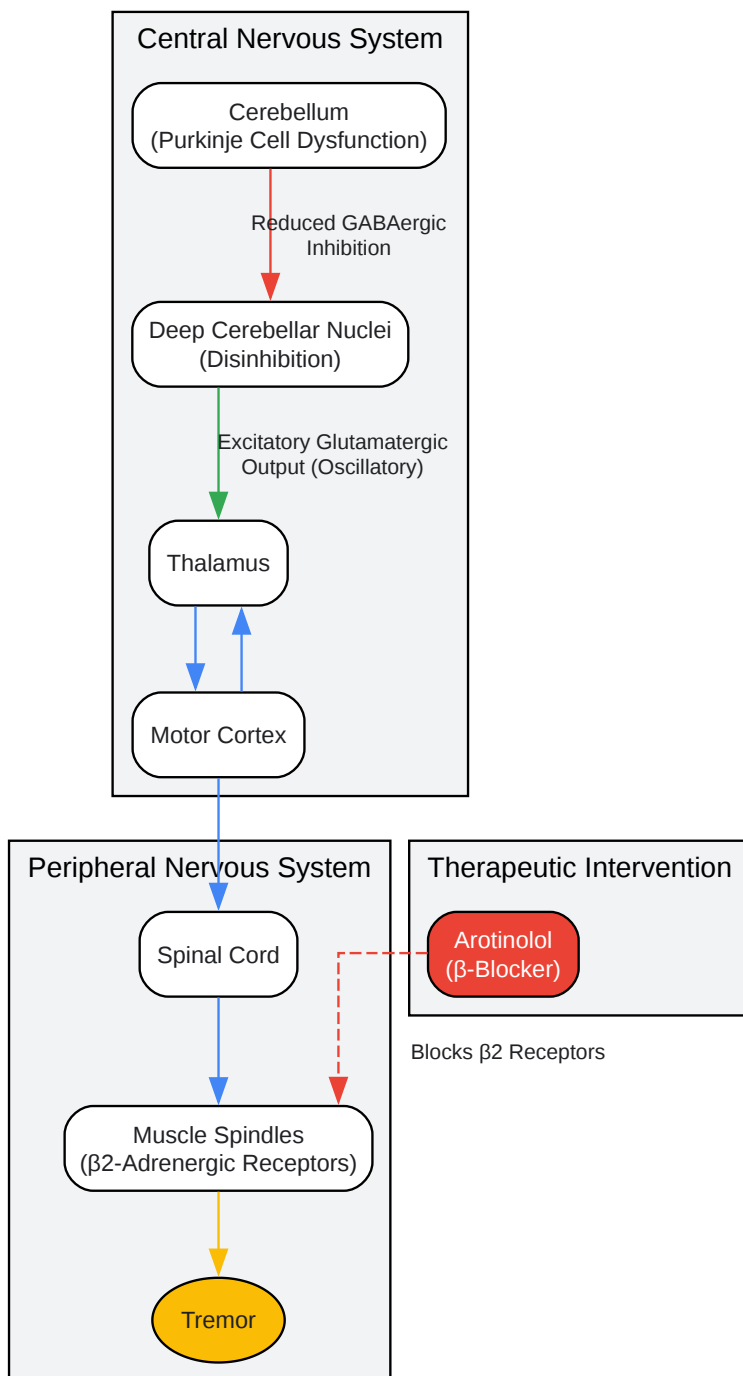 Central Nervous System
Cerebellum
(Purkinje Cell Dysfunction)
Reduced GABAergic
Inhibition
Deep Cerebellar Nuclei
(Disinhibition)
Excitatory Glutamatergic
Output (Oscillatory)
Thalamus
Motor Cortex
Peripheral Nervous System
Spinal Cord
Therapeutic Intervention
Arotinolol
(β-Blocker)
Blocks β2 Receptors
Muscle Spindles
(β2-Adrenergic Receptors)
Tremor